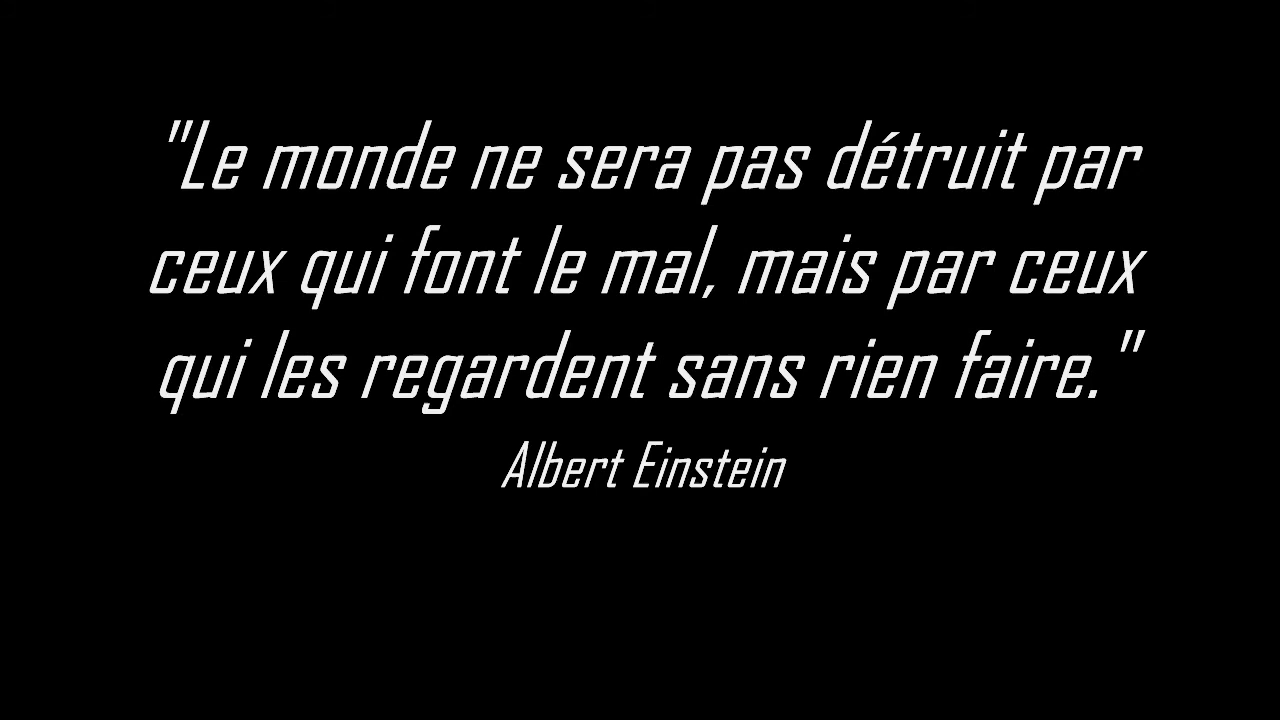 "Le monde ne sera pas détruit par
ceux qui font le mal, mais par ceux
qui les regardent sans rien faire."
Albert Einstein